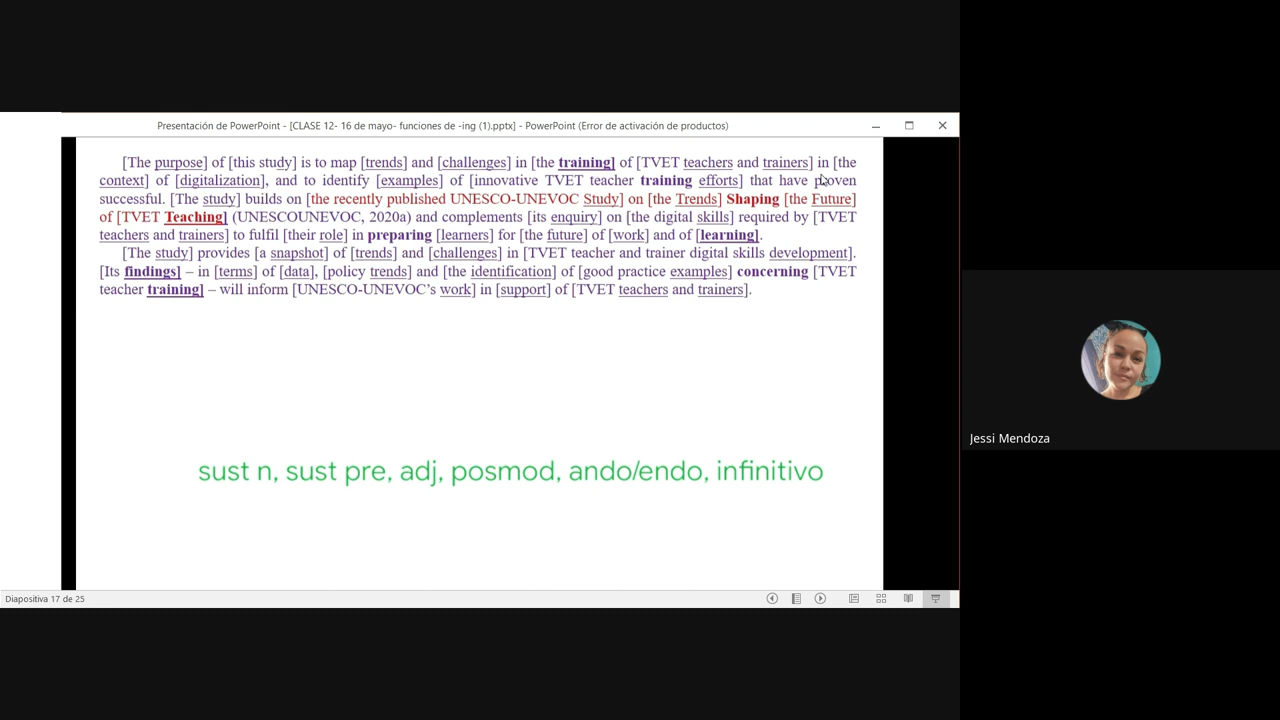 Presentación de PowerPoint - [CLASE 12- 16 de mayo- funciones de -ing (1).pptx] - PowerPoint (Error de activación de productos)
[The purpose] of [this study] is to map [trends] and [challenges] in [the training] of [TVET teachers and trainers] in [the
context] of [digitalization], and to identify [examples] of [innovative TVET teacher training efforts] that have proven
successful. [The study] builds on [the recently published UNESCO-UNEVOC Study] on [the Trends] Shaping [the Future]
of [TVET Teaching] (UNESCOUNEVOC, 2020a) and complements [its enquiry] on [the digital skills] required by [TVET
teachers and trainers] to fulfil [their role] in preparing [learners] for [the future] of [work] and of [learning].
[The study] provides [a snapshot] of [trends] and [challenges] in [TVET teacher and trainer digital skills development].
[Its findings] – in [terms] of [data], [policy trends] and [the identification] of [good practice examples] concerning [TVET
teacher training] – will inform [UNESCO-UNEVOC's work] in [support] of [TVET teachers and trainers].
sust n, sust pre, adj, posmod, ando/endo, infinitivo
Jessi Mendoza
Diapositiva 17 de 25